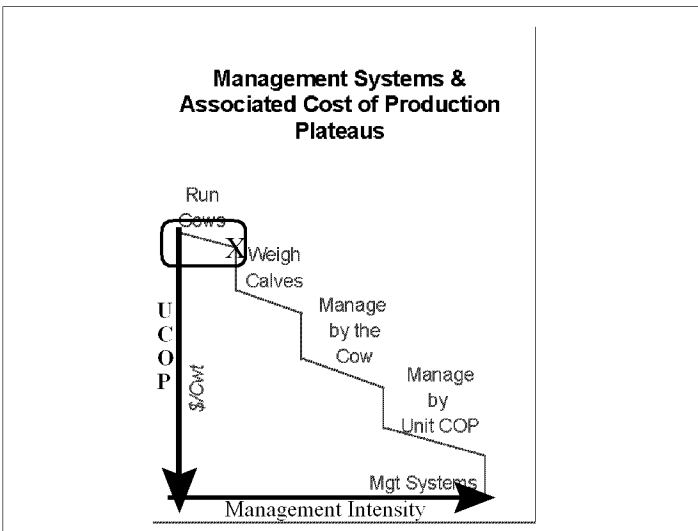 Management Systems &
Associated Cost of Production
Plateaus
Run
Cows
X
Weigh
Calves
Manage
by the
Cow
Manage
by
Unit COP
UCOP
$/Cwt
Mgt Systems
Management Intensity